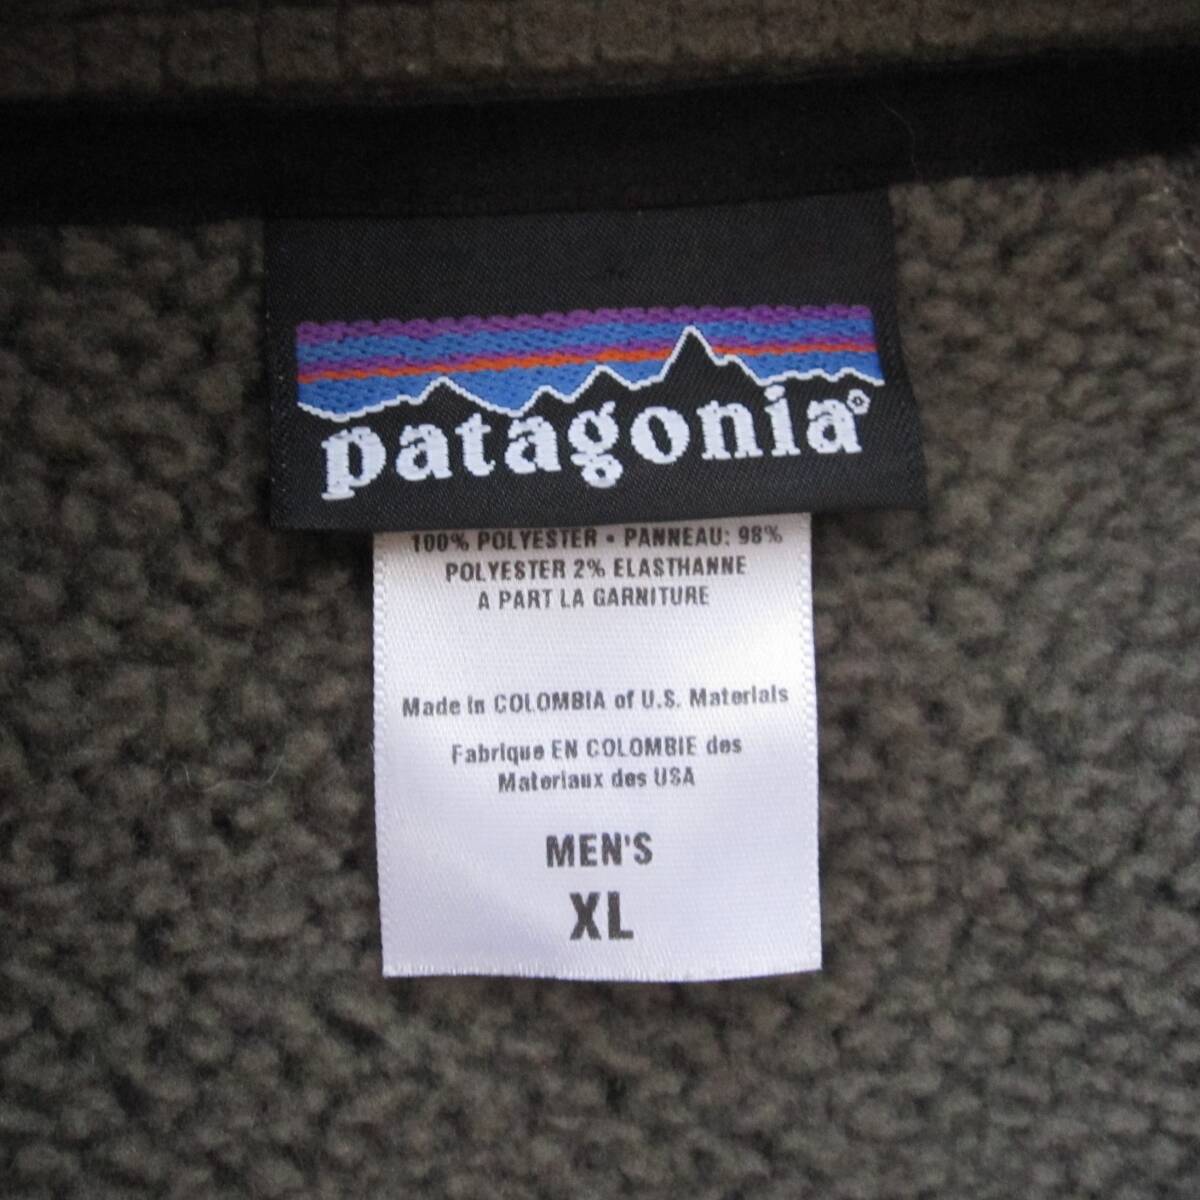 patagonia®
100% POLYESTER • PANNEAU: 98%
POLYESTER 2% ELASTHANNE
A PART LA GARNITURE
Made in COLOMBIA of U.S. Materials
Fabrique EN COLOMBIE des
Materiaux des USA
MEN'S
XL